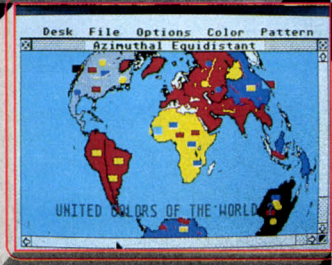 Desk File Options Color Pattern
Azimuthal Equidistant
UNITED COLORS OF THE WORLD